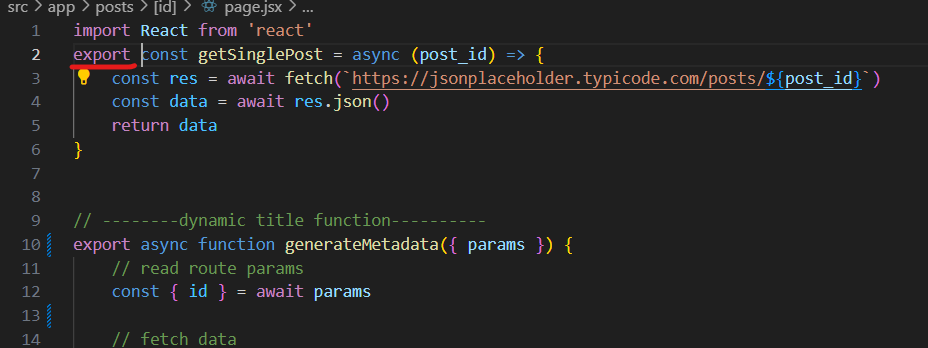 src > app > posts > [id] > page.jsx > ...
1 import React from 'react'
2 export const getSinglePost = async (post_id) => {
3 const res = await fetch(`https://jsonplaceholder.typicode.com/posts/${post_id}`)
4 const data = await res.json()
5 return data
6 }
7
8
9 // --------dynamic title function----------
10 export async function generateMetadata({ params }) {
11 // read route params
12 const { id } = await params
13
14 // fetch data